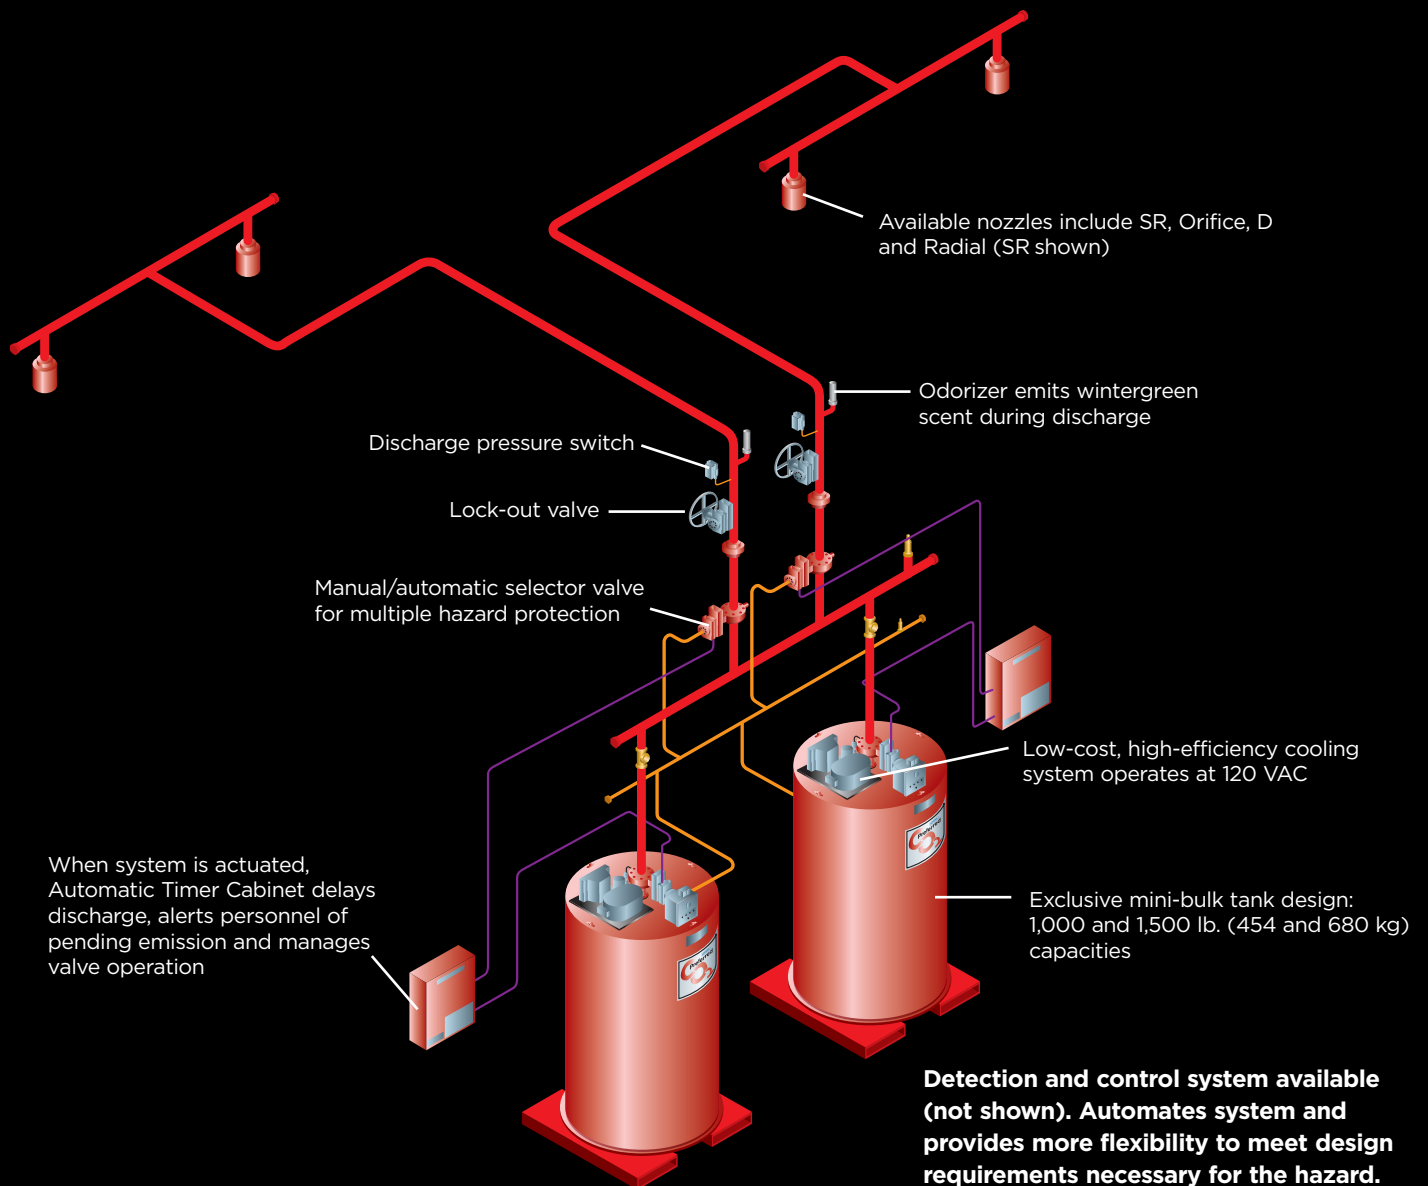 Available nozzles include SR, Orifice, D
and Radial (SR shown)
Odorizer emits wintergreen
scent during discharge
Discharge pressure switch
Lock-out valve
Manual/automatic selector valve
for multiple hazard protection
Low-cost, high-efficiency cooling
system operates at 120 VAC
When system is actuated,
Automatic Timer Cabinet delays
discharge, alerts personnel of
pending emission and manages
valve operation
Exclusive mini-bulk tank design:
1,000 and 1,500 lb. (454 and 680 kg)
capacities
Preferred
CO2
Preferred
CO2
Detection and control system available
(not shown). Automates system and
provides more flexibility to meet design
requirements necessary for the hazard.